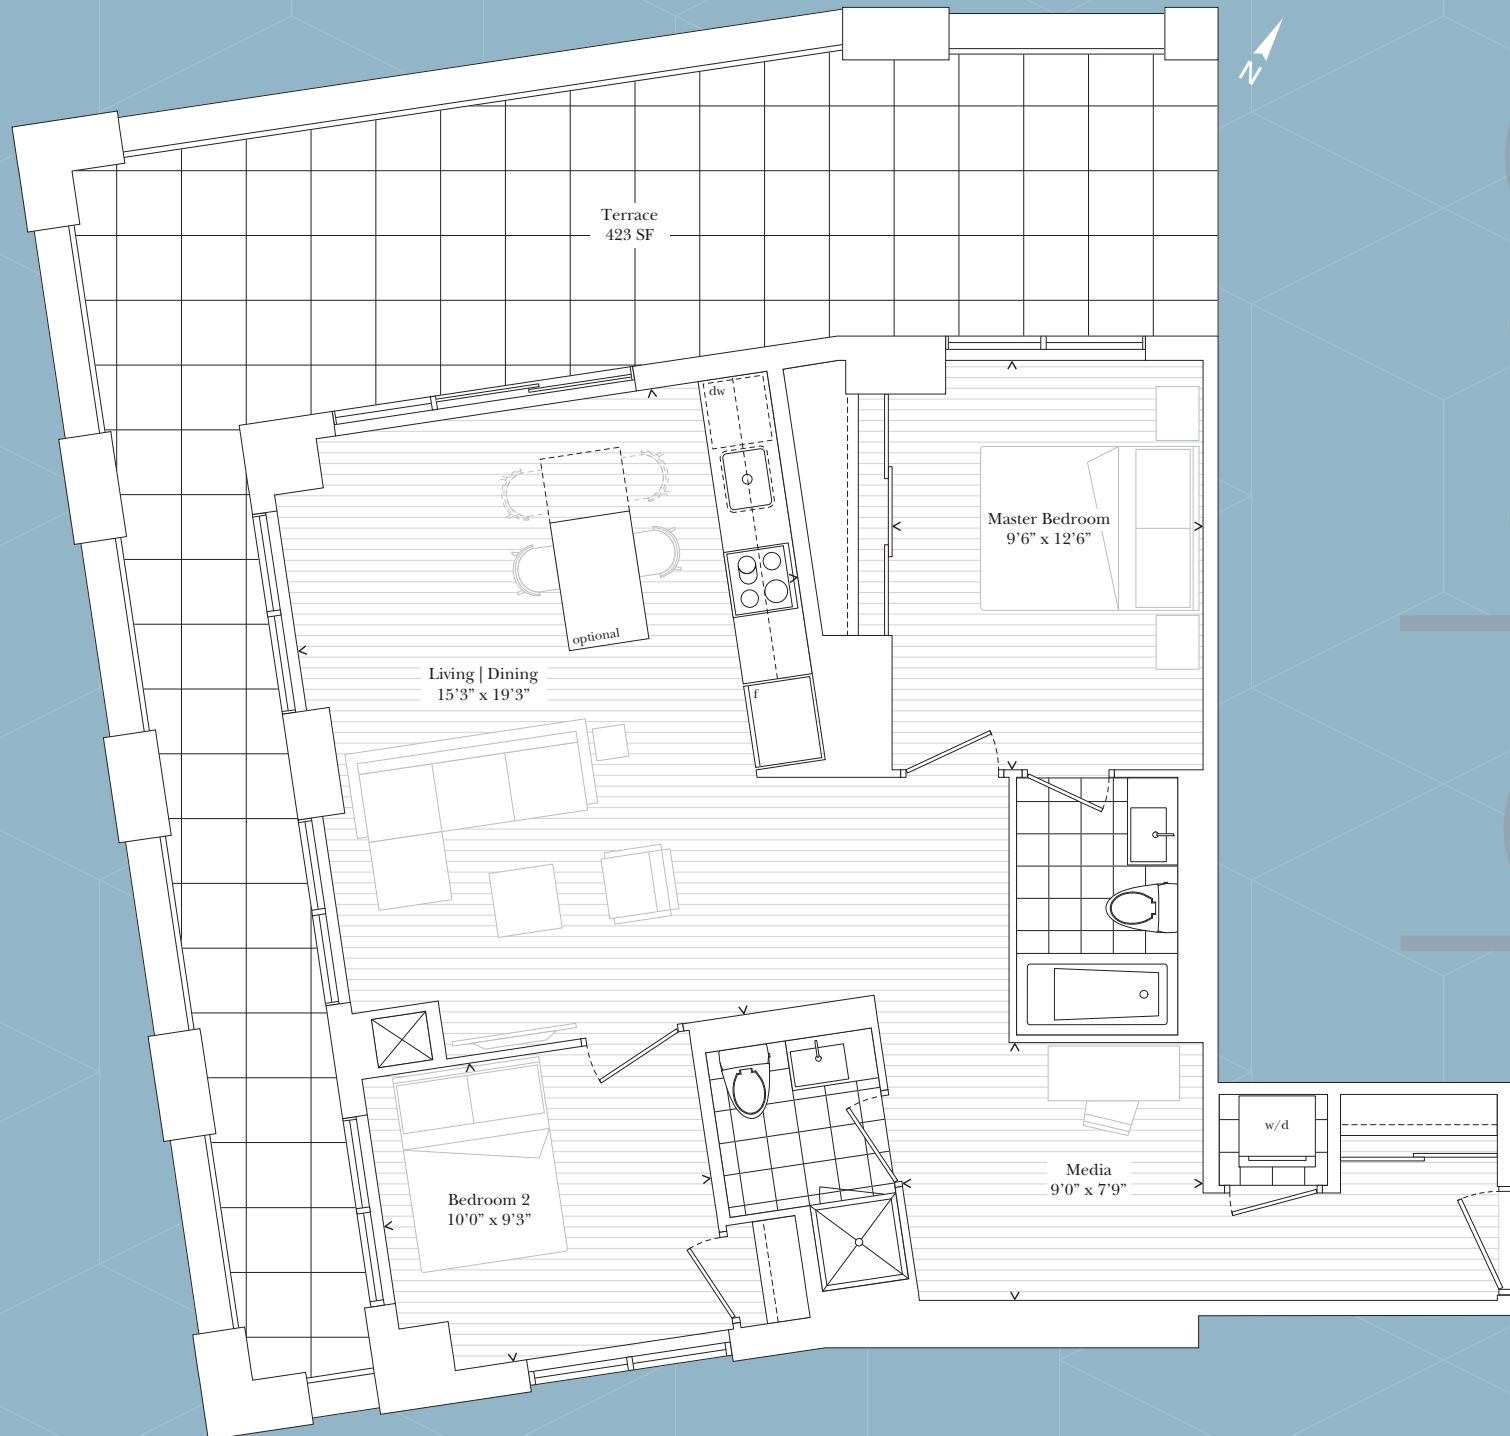 N
Terrace
423 SF
dw
Master Bedroom
9’6” x 12’6”
optional
Living | Dining
15’3” x 19’3”
f
w/d
Media
9’0” x 7’9”
Bedroom 2
10’0” x 9’3”